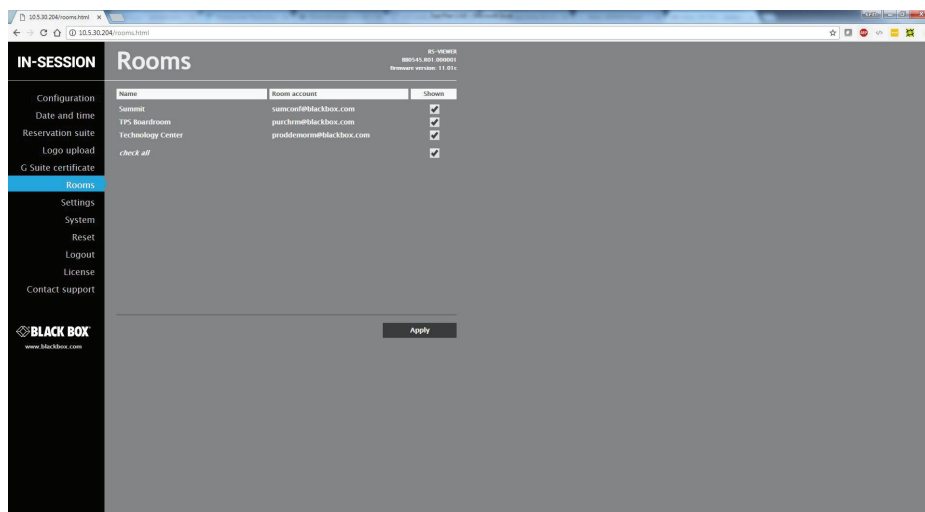 10.5.30.204/rooms.html
10.5.30.204/rooms.html
IN-SESSION
Rooms
RS-VIEWER
Firmware version: 11.01s
Configuration
Date and time
Reservation suite
Logo upload
G Suite certificate
Rooms
Settings
System
Reset
Logout
License
Contact support
Name Room account Shown
Summit sumconf@blackbox.com
TPS Boardroom purchrm@blackbox.com
Technology Center proddemorm@blackbox.com
check all
Apply
BLACK BOX
www.blackbox.com